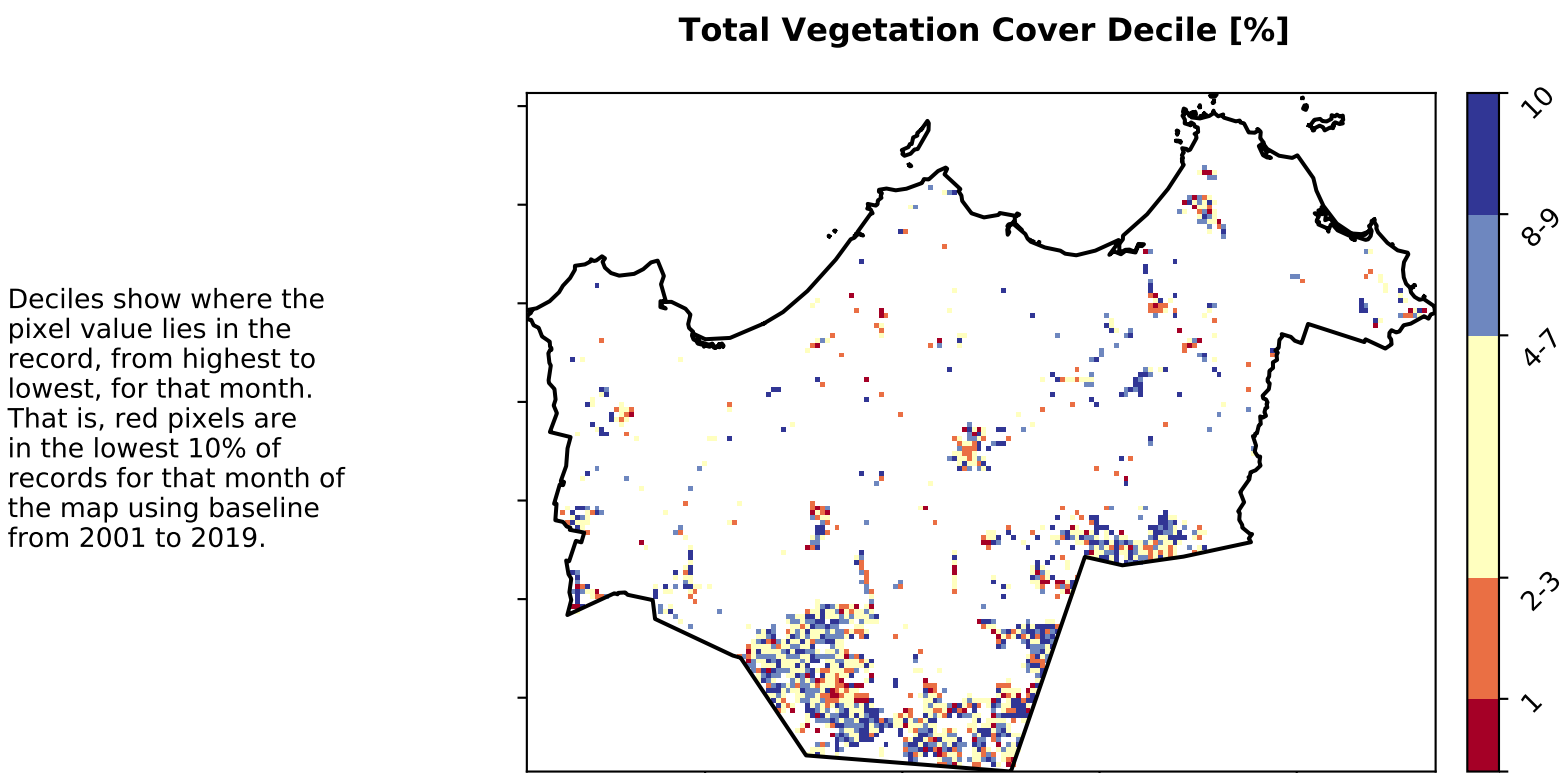 Total Vegetation Cover Decile [%]
Deciles show where the
pixel value lies in the
record, from highest to
lowest, for that month.
That is, red pixels are
in the lowest 10% of
records for that month of
the map using baseline
from 2001 to 2019.
10
8-9
4-7
2-3
1